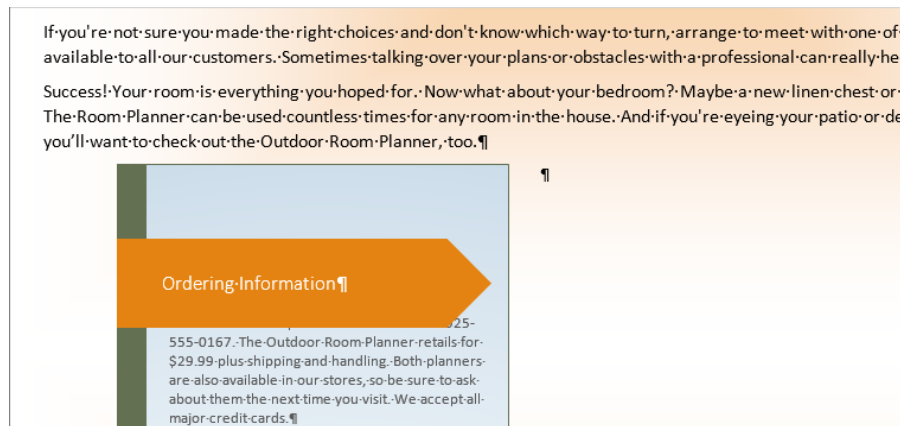 If you're not sure you made the right choices and don't know which way to turn, arrange to meet with one of
available to all our customers. Sometimes talking over your plans or obstacles with a professional can really he
Success! Your room is everything you hoped for. Now what about your bedroom? Maybe a new linen chest or
The Room Planner can be used countless times for any room in the house. And if you're eyeing your patio or de
you’ll want to check out the Outdoor Room Planner, too.¶
¶
Ordering Information¶
25-
555-0167. The Outdoor Room Planner retails for
$29.99 plus shipping and handling. Both planners
are also available in our stores, so be sure to ask
about them the next time you visit. We accept all
major credit cards.¶